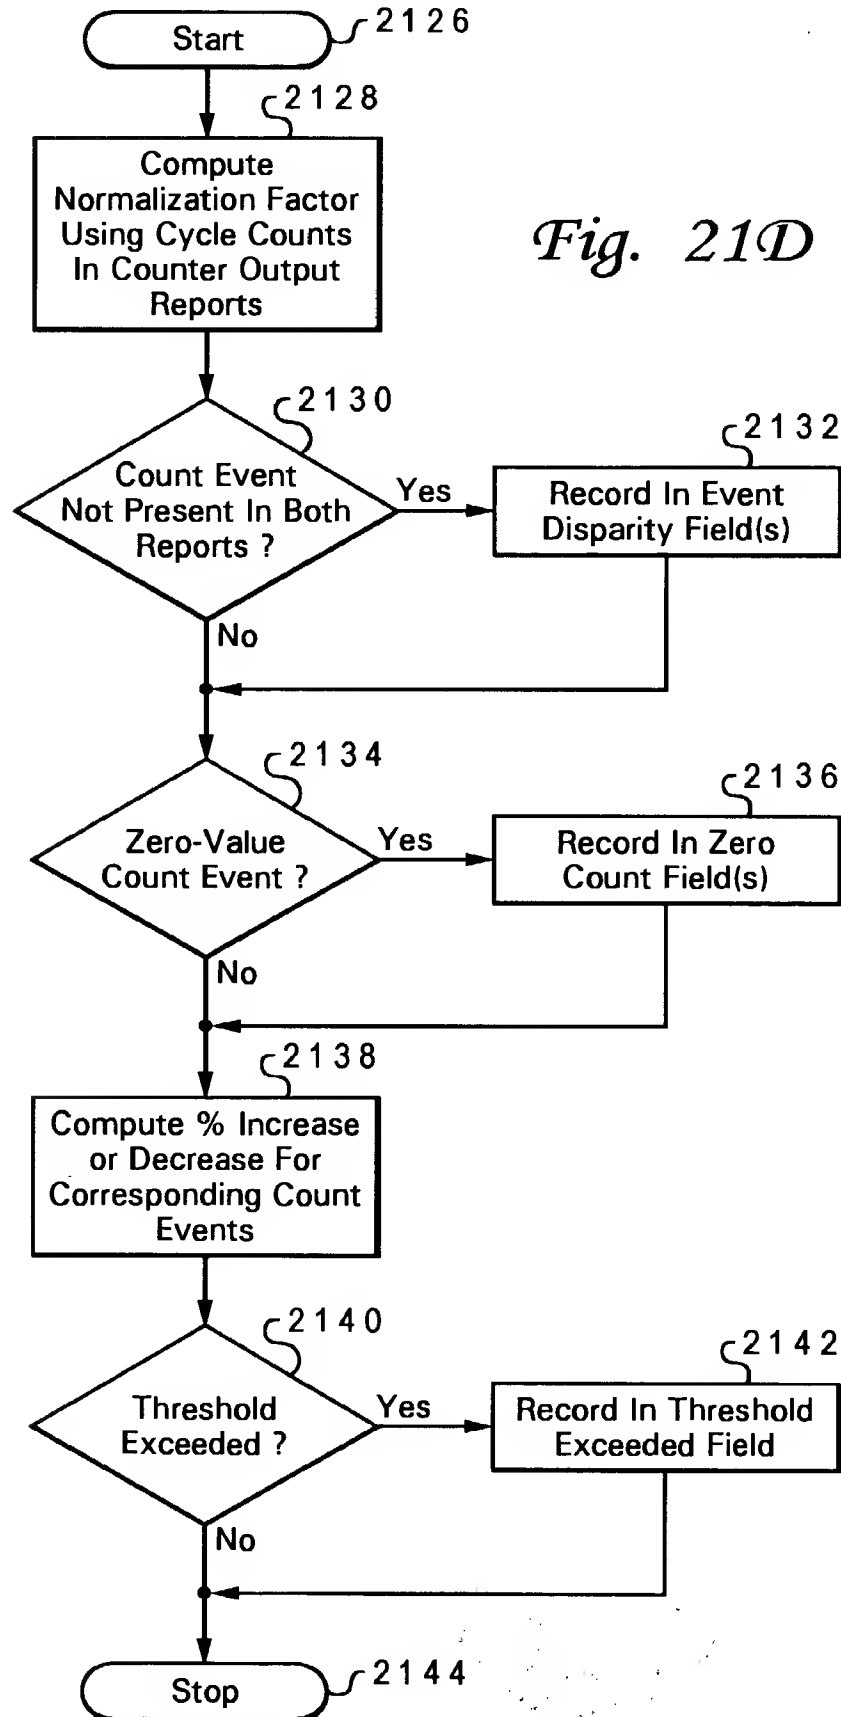 Start
2126
2128
Compute
Normalization Factor
Using Cycle Counts
In Counter Output
Reports
Fig. 21D
2130
Count Event
Not Present In Both
Reports ?
Yes
2132
Record In Event
Disparity Field(s)
No
2134
Zero-Value
Count Event ?
Yes
2136
Record In Zero
Count Field(s)
No
2138
Compute % Increase
or Decrease For
Corresponding Count
Events
2140
Threshold
Exceeded ?
Yes
2142
Record In Threshold
Exceeded Field
No
Stop
2144